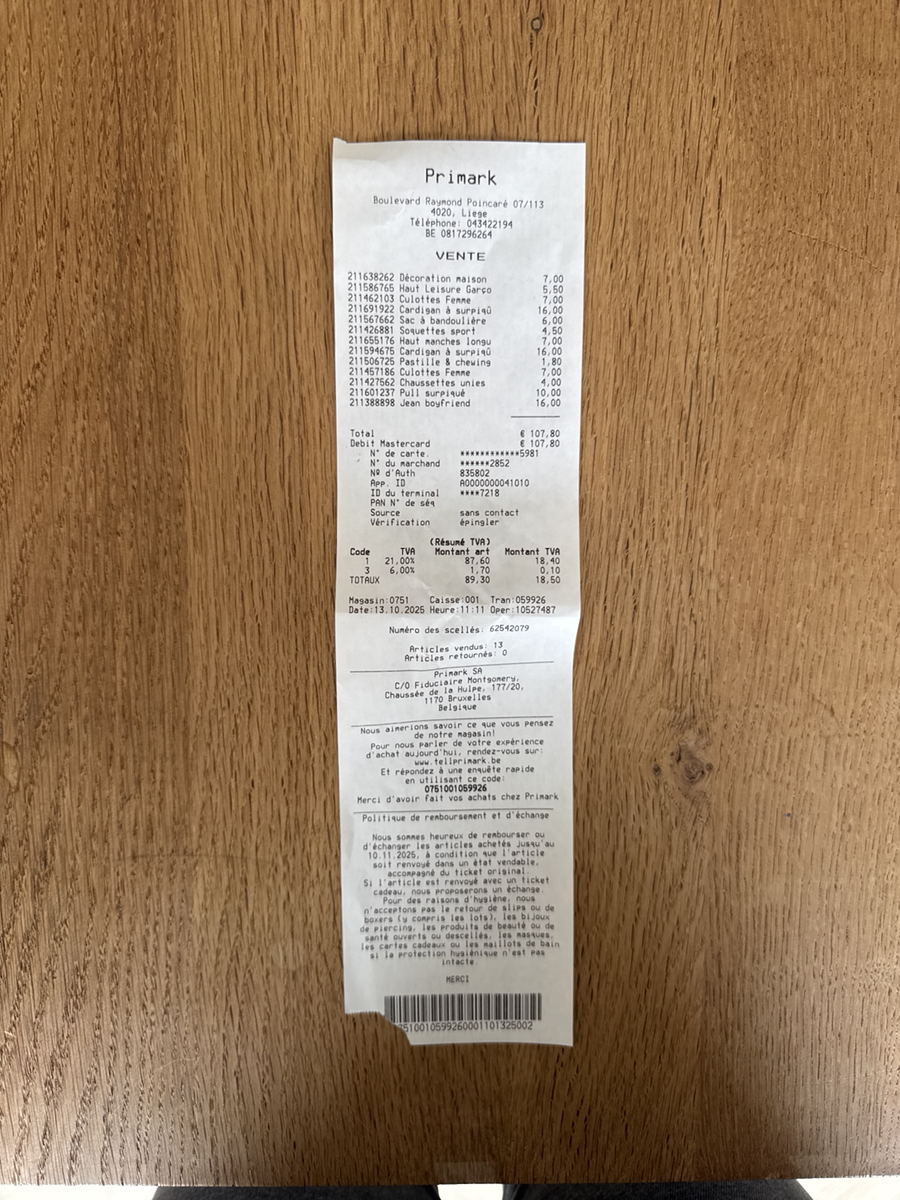 Primark
Boulevard Raymond Poincaré 07/113
4020, Liege
Téléphone: 043422194
BE 0817296264
VENTE
211638262 Décoration maison 7,00
211586765 Haut Leisure Garço 5,50
211462103 Culottes Femme 7,00
211691922 Cardigan à surpiqû 16,00
211567662 Sac à bandoulière 6,00
211426881 Soquettes sport 4,50
211655176 Haut manches longu 7,00
211594675 Cardigan à surpiqû 16,00
211506725 Pastille & chewing 1,80
211457186 Culottes Femme 7,00
211427562 Chaussettes unies 4,00
211601237 Pull surpiqué 10,00
211388898 Jean boyfriend 16,00
Total € 107,80
Debit Mastercard € 107,80
N° de carte. ************5981
N° du marchand ******2852
Nº d'Auth 835802
App. ID A0000000041010
ID du terminal ****7218
PAN N° de séq
Source sans contact
Vérification épingler
(Résumé TVA)
Code TVA Montant art Montant TVA
1 21,00% 87,60 18,40
3 6,00% 1,70 0,10
TOTAUX 89,30 18,50
Magasin:0751 Caisse:001 Tran:059926
Date:13.10.2025 Heure:11:11 Oper:10527487
Numéro des scellés: 62542079
Articles vendus: 13
Articles retournés: 0
Primark SA
C/O Fiduciaire Montgomery,
Chaussée de la Hulpe, 177/20,
1170 Bruxelles
Belgique
Nous aimerions savoir ce que vous pensez
de notre magasin!
Pour nous parler de votre expérience
d'achat aujourd'hui, rendez-vous sur:
www.tellprimark.be
Et répondez à une enquête rapide
en utilisant ce code:
0751001059926
Merci d'avoir fait vos achats chez Primark
Politique de remboursement et d'échange
Nous sommes heureux de rembourser ou
d'échanger les articles achetés jusqu'au
10.11.2025, à condition que l'article
soit renvoyé dans un état vendable,
accompagné du ticket original.
Si l'article est renvoyé avec un ticket
cadeau, nous proposerons un échange.
Pour des raisons d'hygiène, nous
n'acceptons pas le retour de slips ou de
boxers (y compris les lots), les bijoux
de piercing, les produits de beauté ou de
santé ouverts ou descellés, les masques,
les cartes cadeaux ou les maillots de bain
si la protection hygiénique n'est pas
intacte.
MERCI
7510010599260001101325002